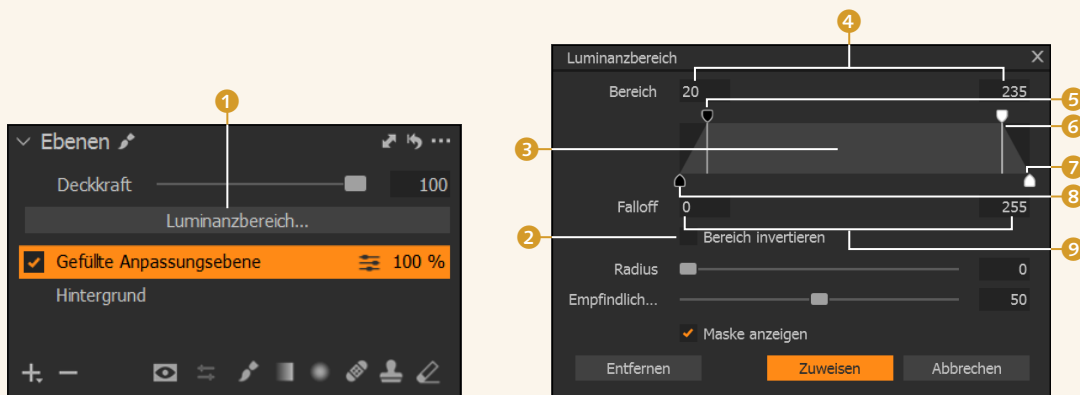 1
Ebenen
Deckkraft 100
Luminanzbereich...
Gefüllte Anpassungsebene 100 %
Hintergrund
4
Luminanzbereich
Bereich 20 235
5
6
3
7
8
Falloff 0 255
2
Bereich invertieren
9
Radius 0
Empfindlich... 50
Maske anzeigen
Entfernen Zuweisen Abbrechen